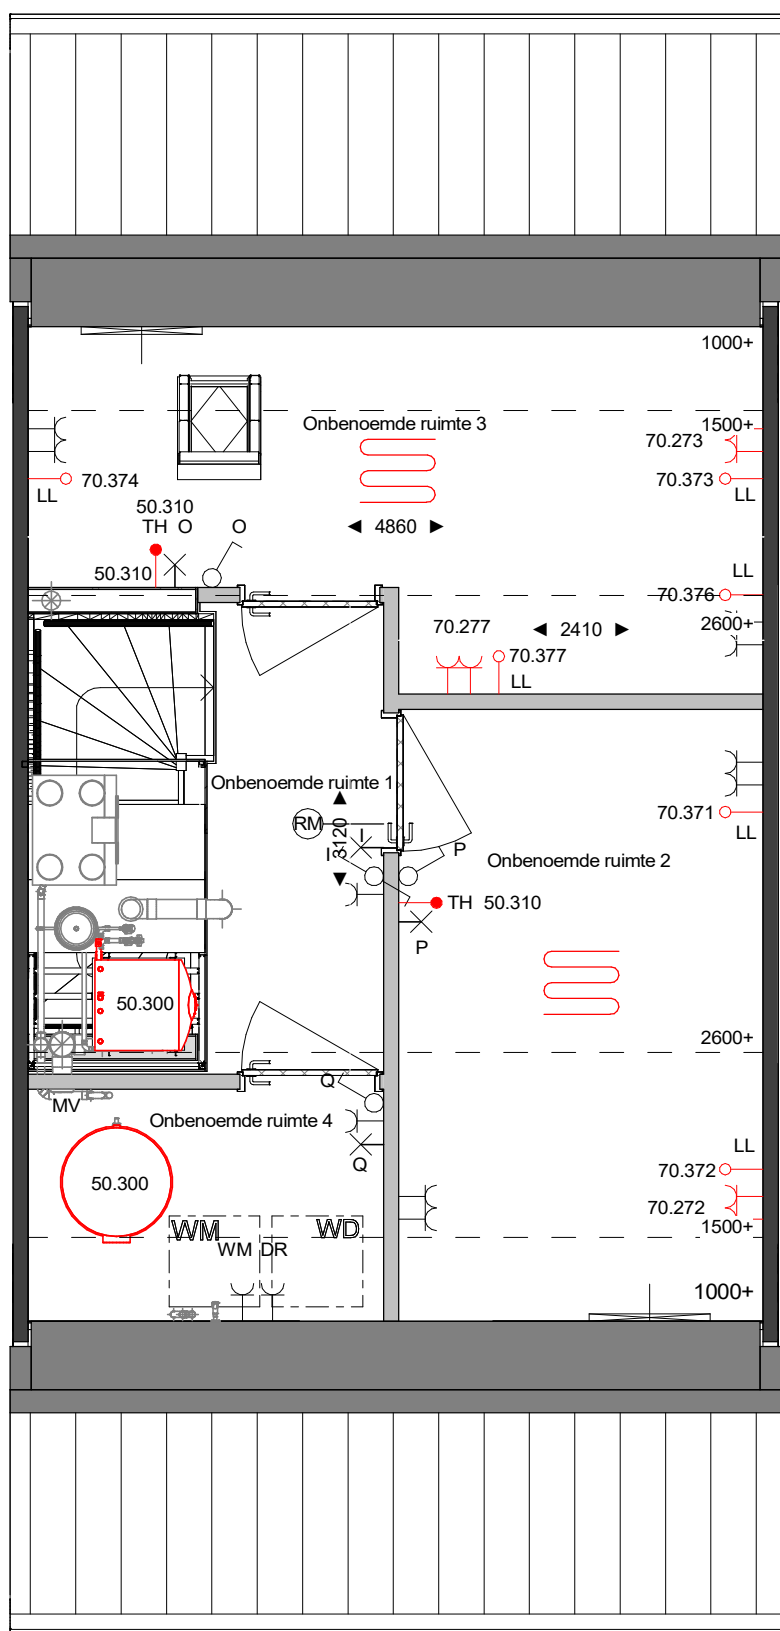 1000+
Onbenoemde ruimte 3
1500+
70.273
70.374
70.373
LL
LL
50.310
TH O O
4860
50.310
LL
70.376
70.277
2410
2600+
70.377
LL
Onbenoemde ruimte 1
70.371
RM
3120
I
I
P
LL
Onbenoemde ruimte 2
TH 50.310
P
50.300
2600+
Q
MV
Onbenoemde ruimte 4
LL
Q
70.372
50.300
70.272
WM
WD
1500+
WM DR
1000+